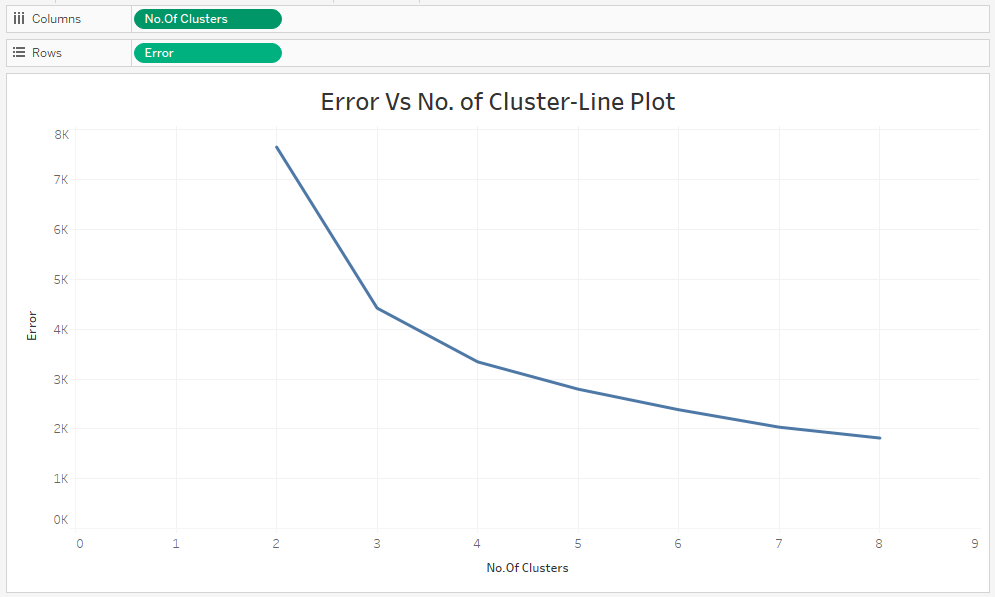 Columns No.Of Clusters
Rows Error
Error Vs No. of Cluster-Line Plot
8K
7K
6K
5K
4K
3K
2K
1K
0K
Error
0 1 2 3 4 5 6 7 8 9
No.Of Clusters